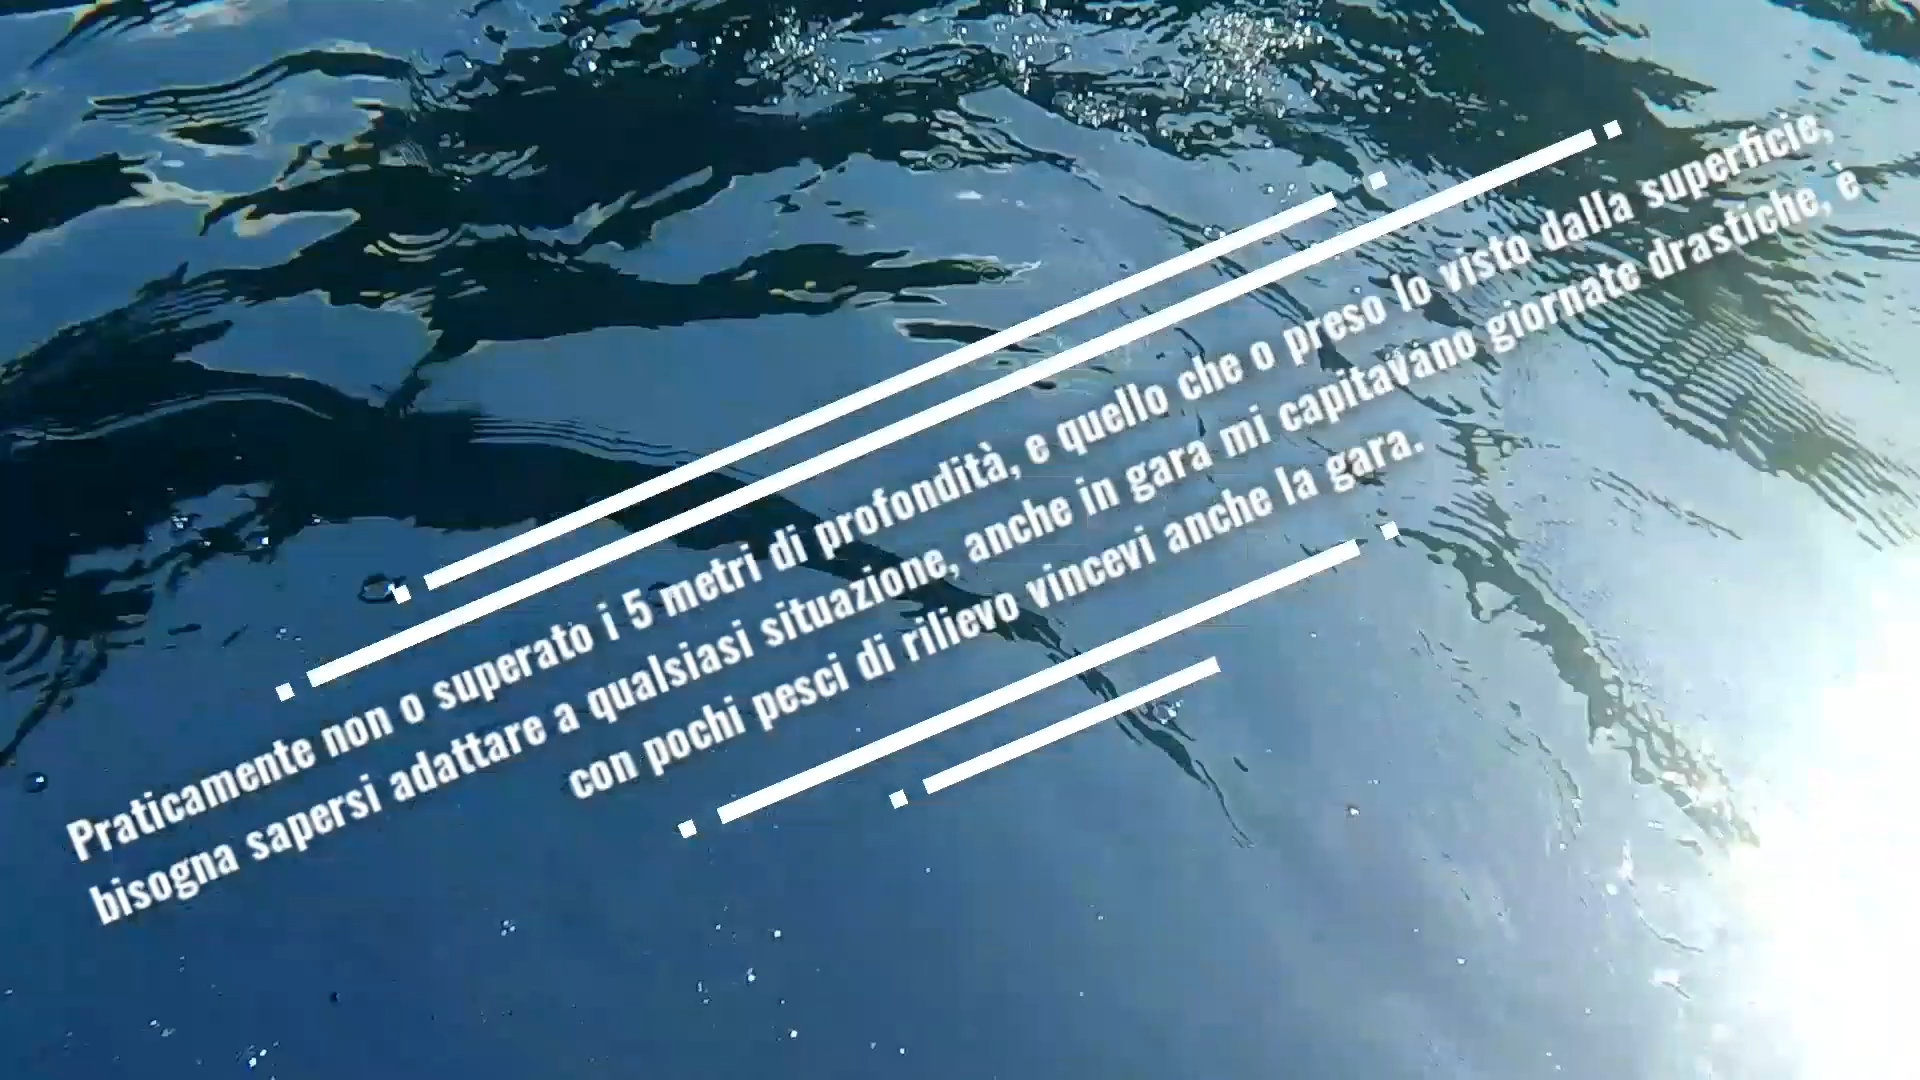 Praticamente non o superato i 5 metri di profondità, e quello che o preso lo visto dalla superficie,
bisogna sapersi adattare a qualsiasi situazione, anche in gara mi capitavano giornate drastiche, è
con pochi pesci di rilievo vincevi anche la gara.